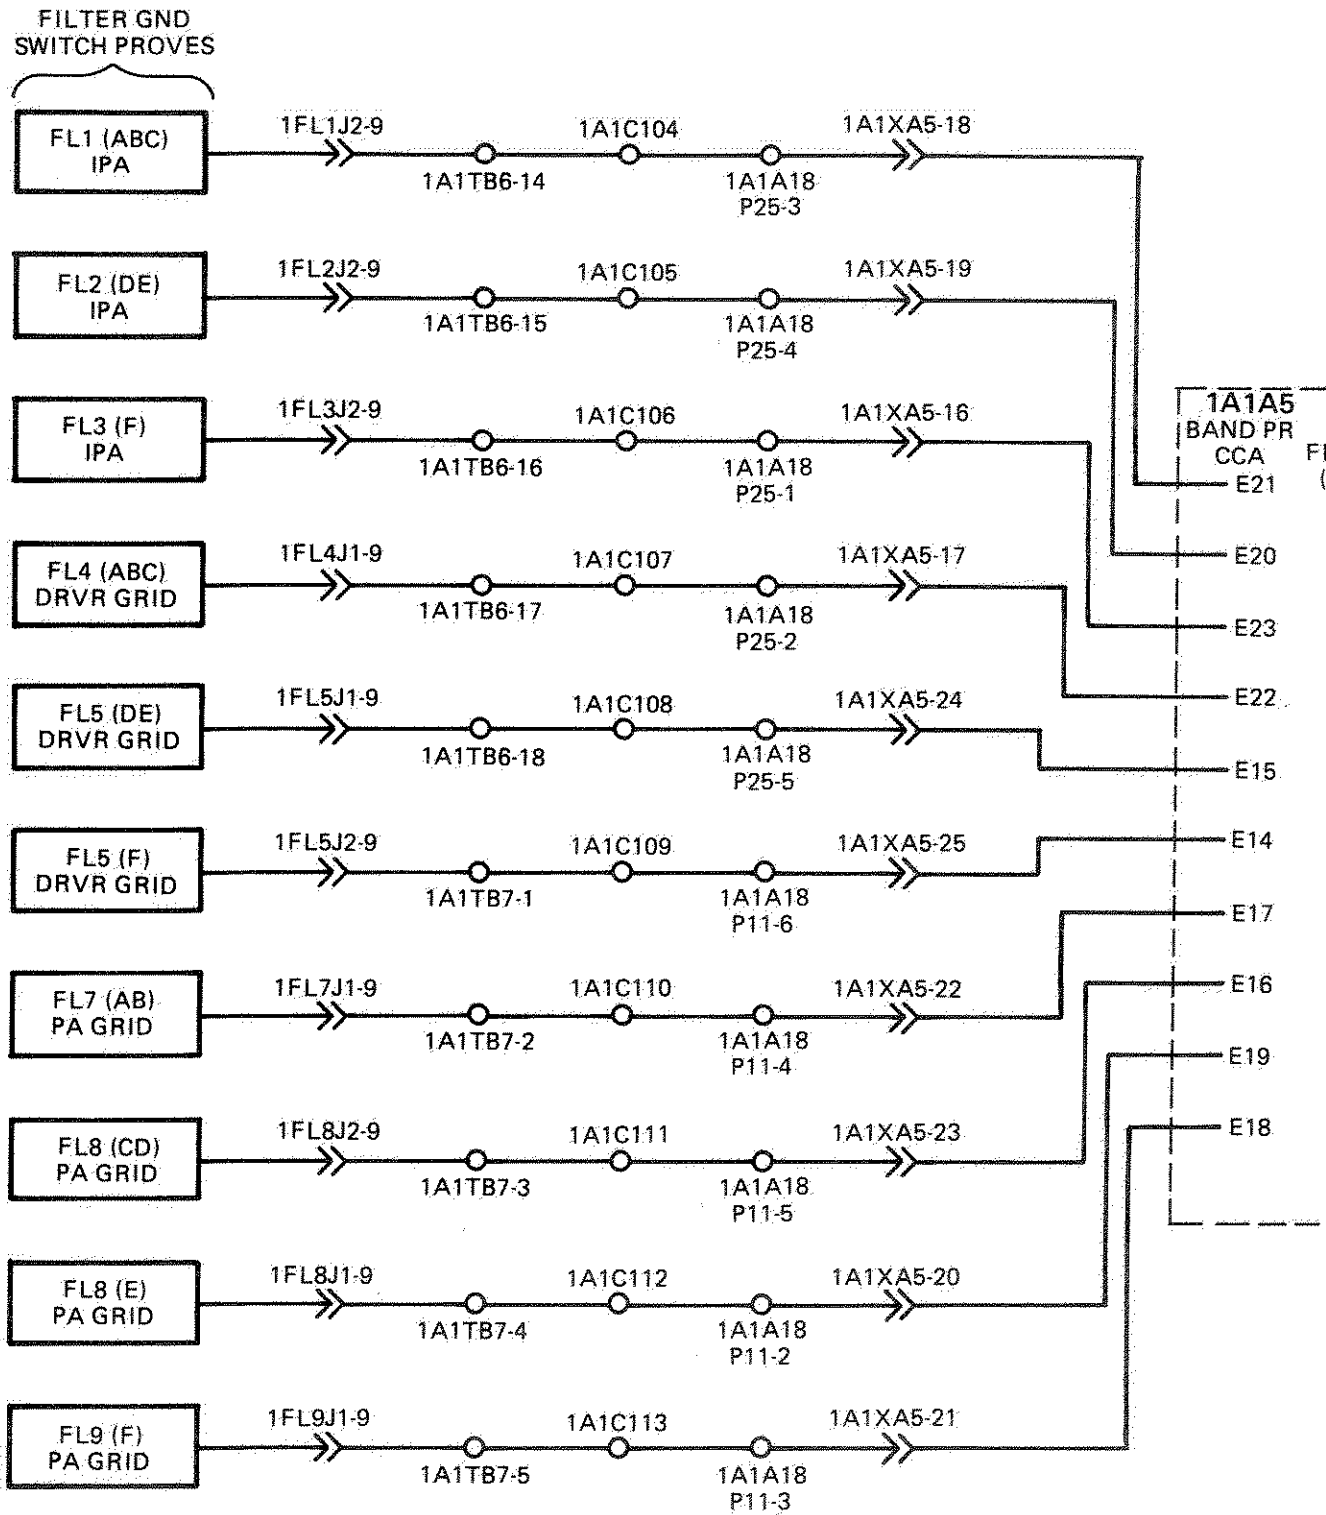 FILTER GND
SWITCH PROVES
FL1 (ABC)
IPA
1FL1J2-9
1A1TB6-14
1A1C104
1A1A18
P25-3
1A1XA5-18
FL2 (DE)
IPA
1FL2J2-9
1A1TB6-15
1A1C105
1A1A18
P25-4
1A1XA5-19
FL3 (F)
IPA
1FL3J2-9
1A1TB6-16
1A1C106
1A1A18
P25-1
1A1XA5-16
FL4 (ABC)
DRVR GRID
1FL4J1-9
1A1TB6-17
1A1C107
1A1A18
P25-2
1A1XA5-17
FL5 (DE)
DRVR GRID
1FL5J1-9
1A1TB6-18
1A1C108
1A1A18
P25-5
1A1XA5-24
FL5 (F)
DRVR GRID
1FL5J2-9
1A1TB7-1
1A1C109
1A1A18
P11-6
1A1XA5-25
FL7 (AB)
PA GRID
1FL7J1-9
1A1TB7-2
1A1C110
1A1A18
P11-4
1A1XA5-22
FL8 (CD)
PA GRID
1FL8J2-9
1A1TB7-3
1A1C111
1A1A18
P11-5
1A1XA5-23
FL8 (E)
PA GRID
1FL8J1-9
1A1TB7-4
1A1C112
1A1A18
P11-2
1A1XA5-20
FL9 (F)
PA GRID
1FL9J1-9
1A1TB7-5
1A1C113
1A1A18
P11-3
1A1XA5-21
1A1A5
BAND PR
CCA
E21
E20
E23
E22
E15
E14
E17
E16
E19
E18